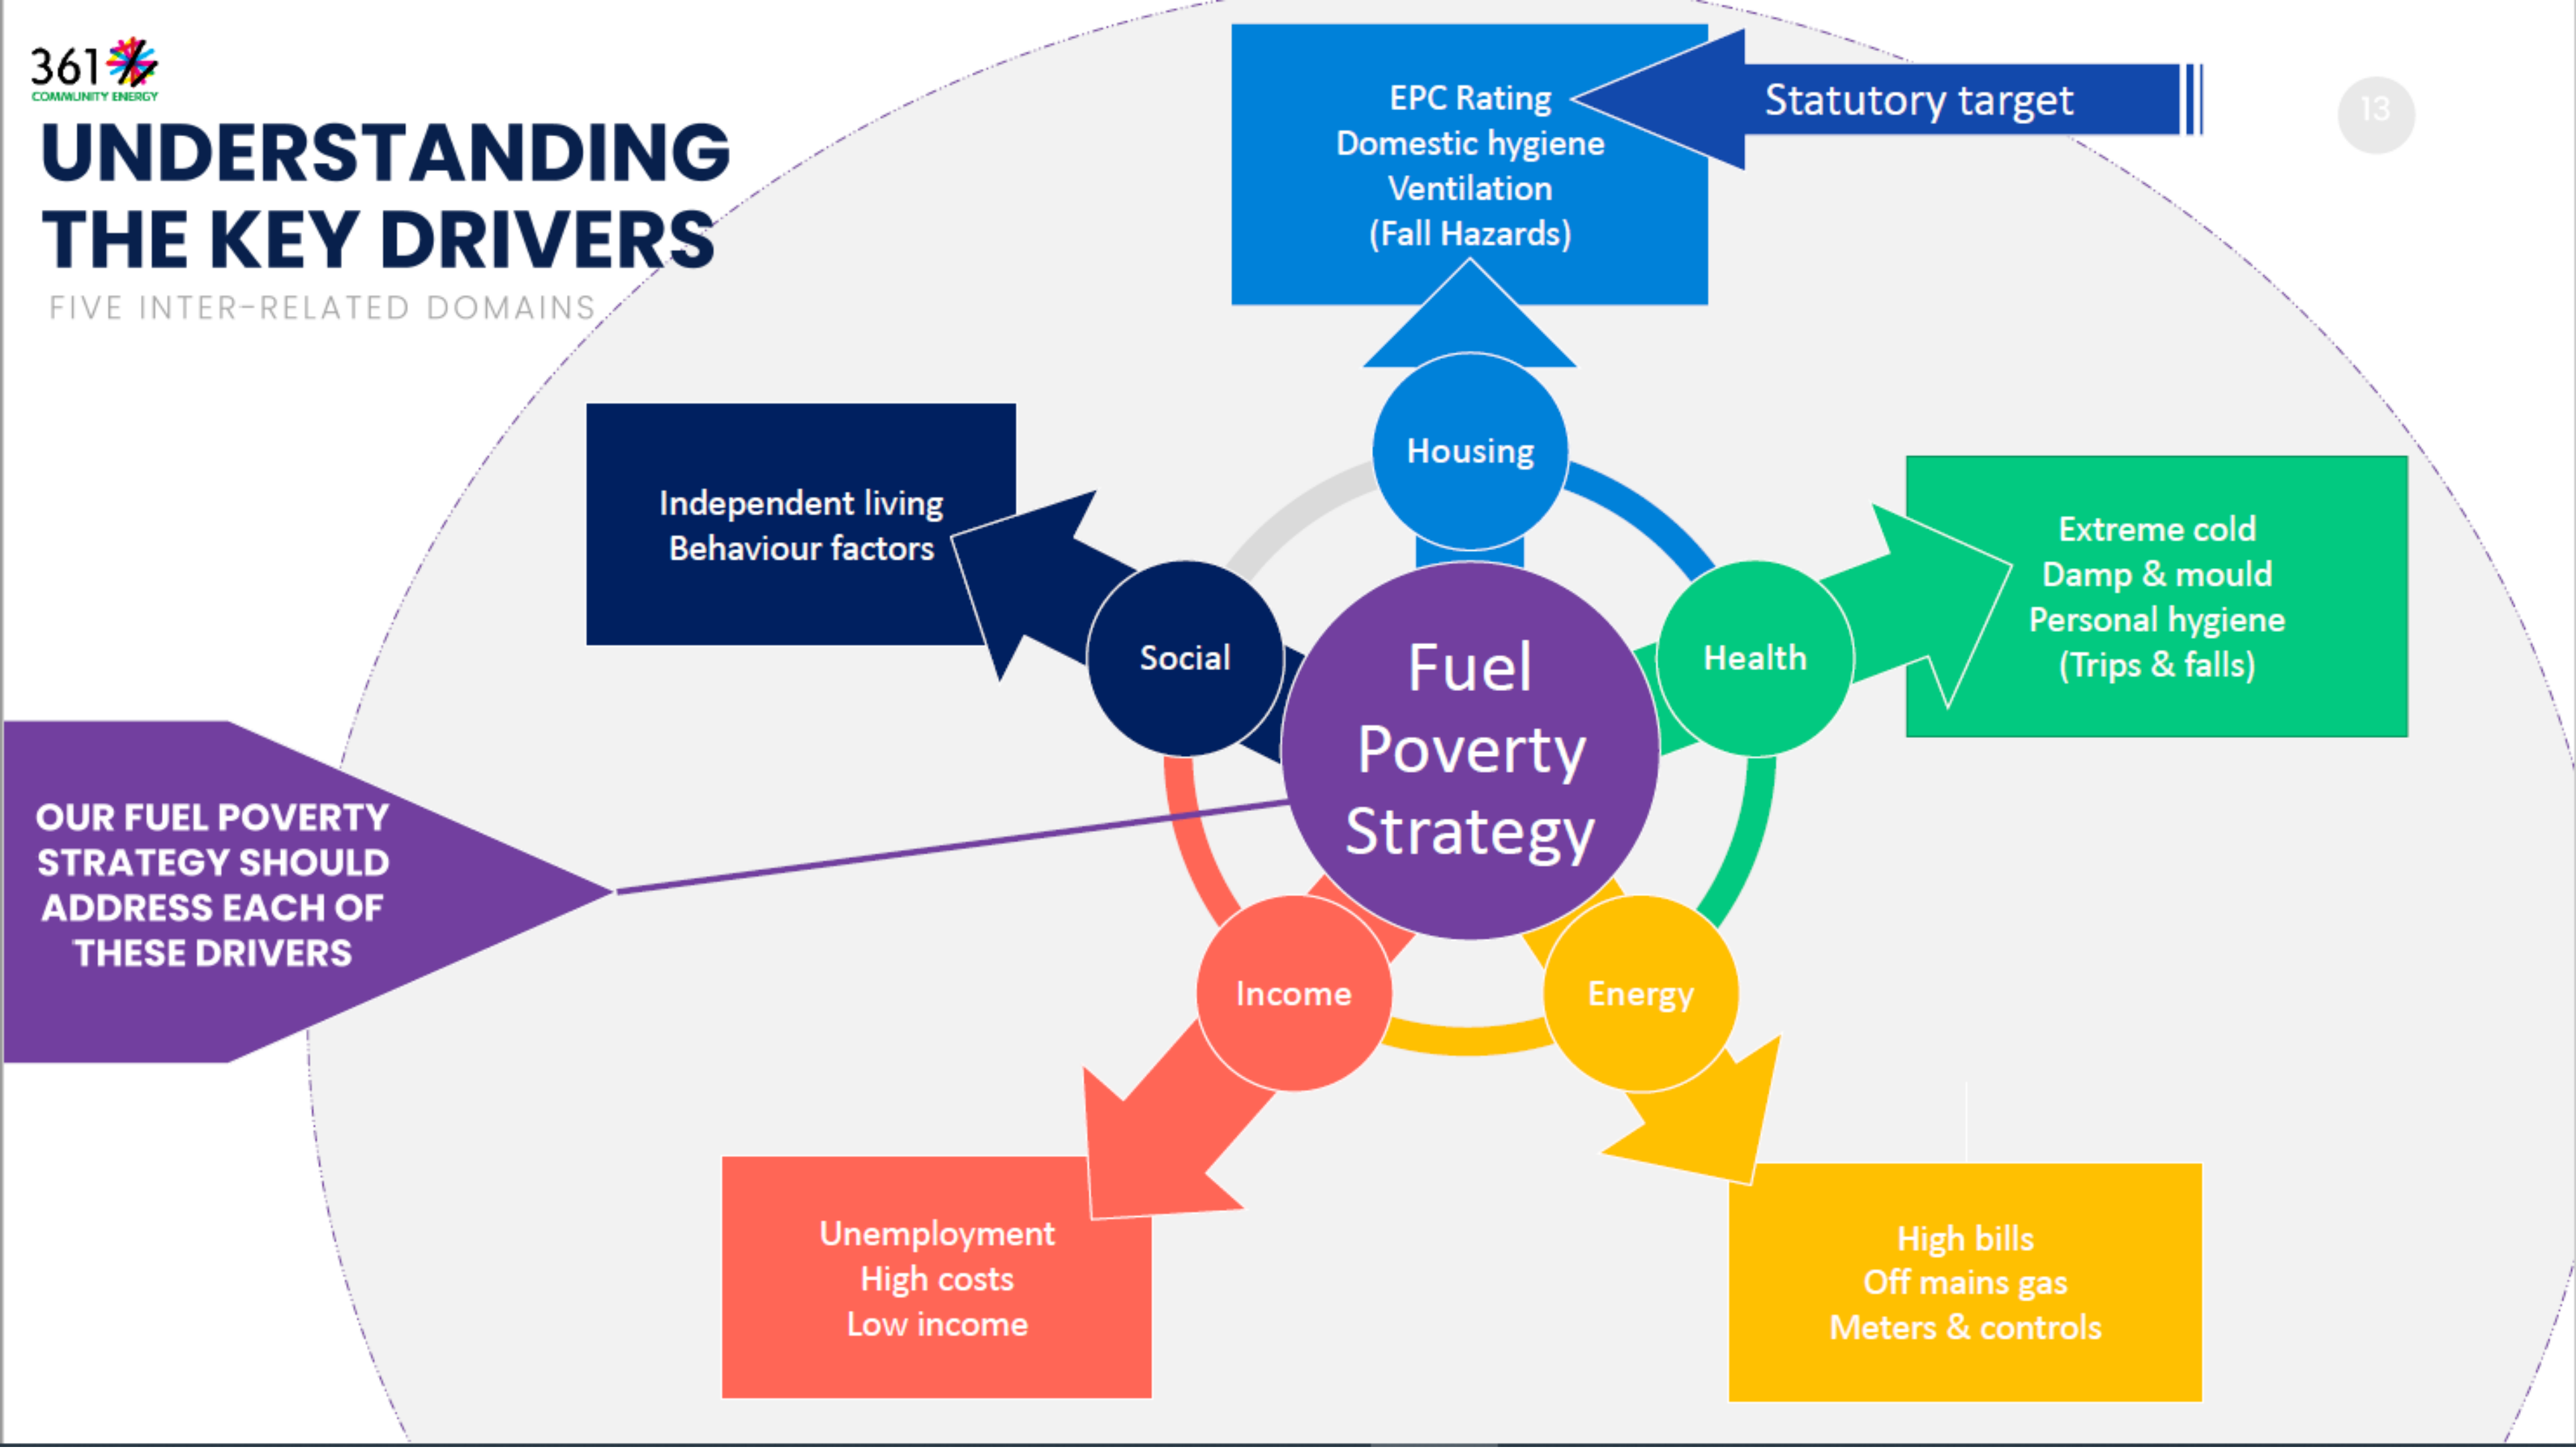 361
COMMUNITY ENERGY
UNDERSTANDING
THE KEY DRIVERS
FIVE INTER-RELATED DOMAINS
EPC Rating
Domestic hygiene
Ventilation
(Fall Hazards)
Statutory target
13
Housing
Independent living
Behaviour factors
Social
Health
Extreme cold
Damp & mould
Personal hygiene
(Trips & falls)
Fuel
Poverty
Strategy
OUR FUEL POVERTY
STRATEGY SHOULD
ADDRESS EACH OF
THESE DRIVERS
Income
Energy
Unemployment
High costs
Low income
High bills
Off mains gas
Meters & controls